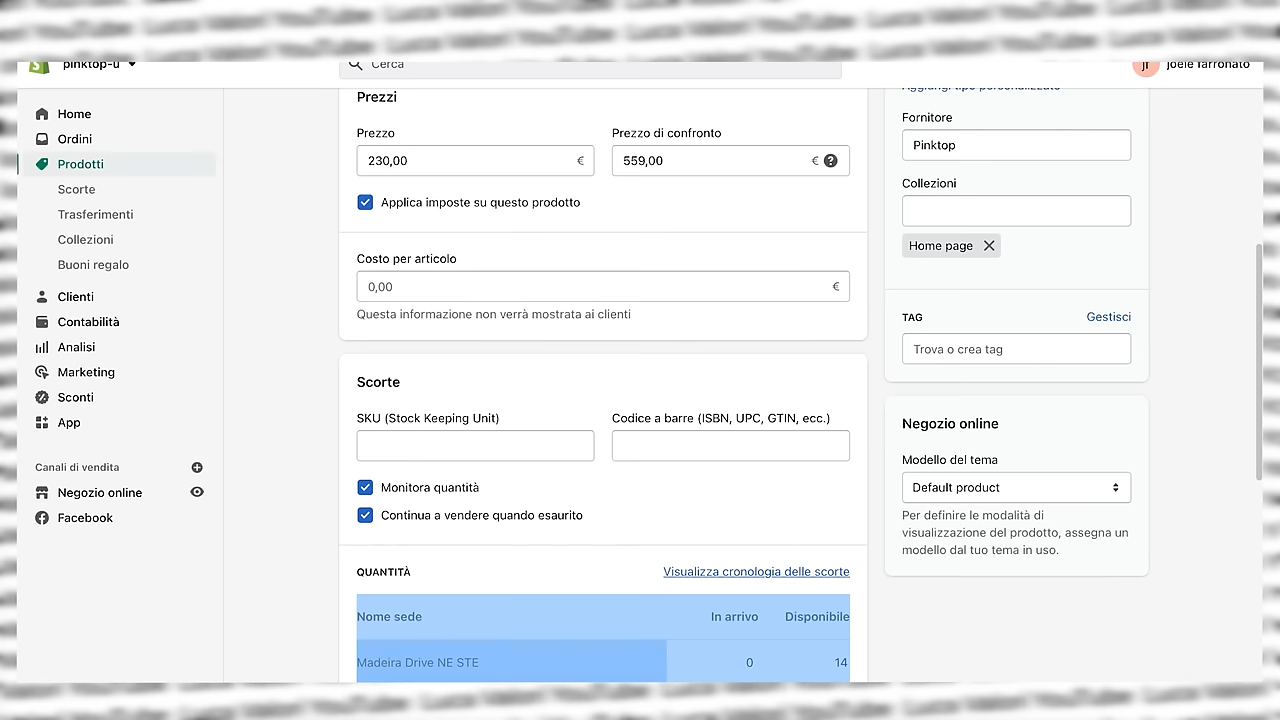 pinktop-u
Cerca
jf
joele farronato
Home
Ordini
Prodotti
Scorte
Trasferimenti
Collezioni
Buoni regalo
Clienti
Contabilità
Analisi
Marketing
Sconti
App
Canali di vendita
Negozio online
Facebook
Prezzi
Prezzo
Prezzo di confronto
230,00 €
559,00 €
Applica imposte su questo prodotto
Costo per articolo
0,00 €
Questa informazione non verrà mostrata ai clienti
Scorte
SKU (Stock Keeping Unit)
Codice a barre (ISBN, UPC, GTIN, ecc.)
Monitora quantità
Continua a vendere quando esaurito
QUANTITÀ
Visualizza cronologia delle scorte
Nome sede In arrivo Disponibile
Madeira Drive NE STE 0 14
Aggiungi tipo personalizzato
Fornitore
Pinktop
Collezioni
Home page
TAG
Gestisci
Trova o crea tag
Negozio online
Modello del tema
Default product
Per definire le modalità di
visualizzazione del prodotto, assegna un
modello dal tuo tema in uso.